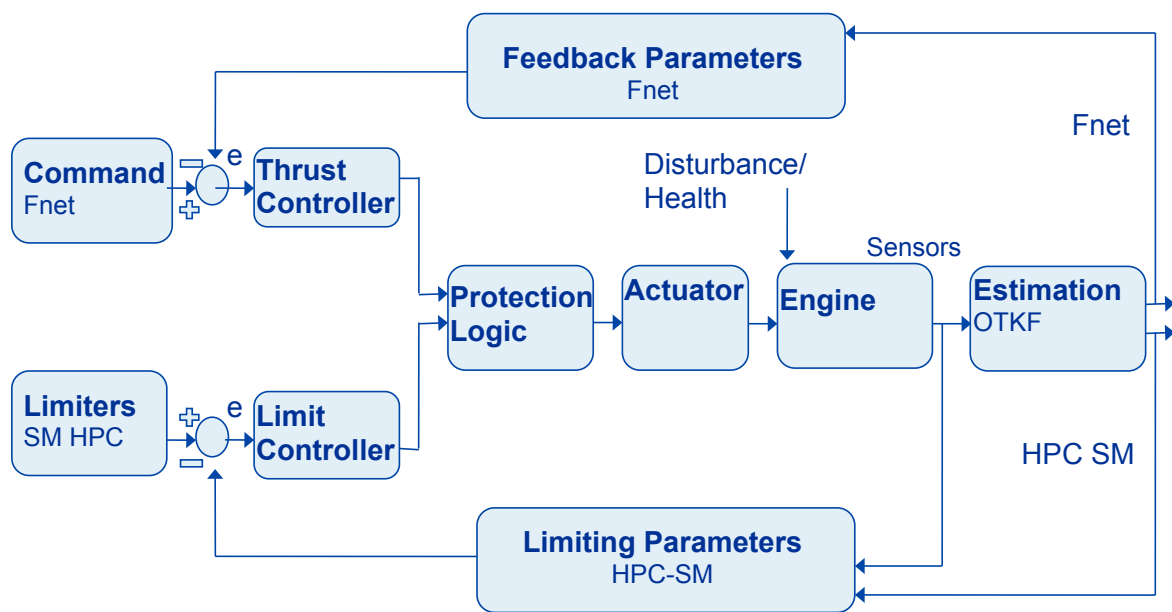 Feedback Parameters
Fnet
Fnet
Command
Fnet
e
Thrust
Controller
Disturbance/
Health
Sensors
Protection
Logic
Actuator
Engine
Estimation
OTKF
Limiters
SM HPC
e
Limit
Controller
HPC SM
Limiting Parameters
HPC-SM